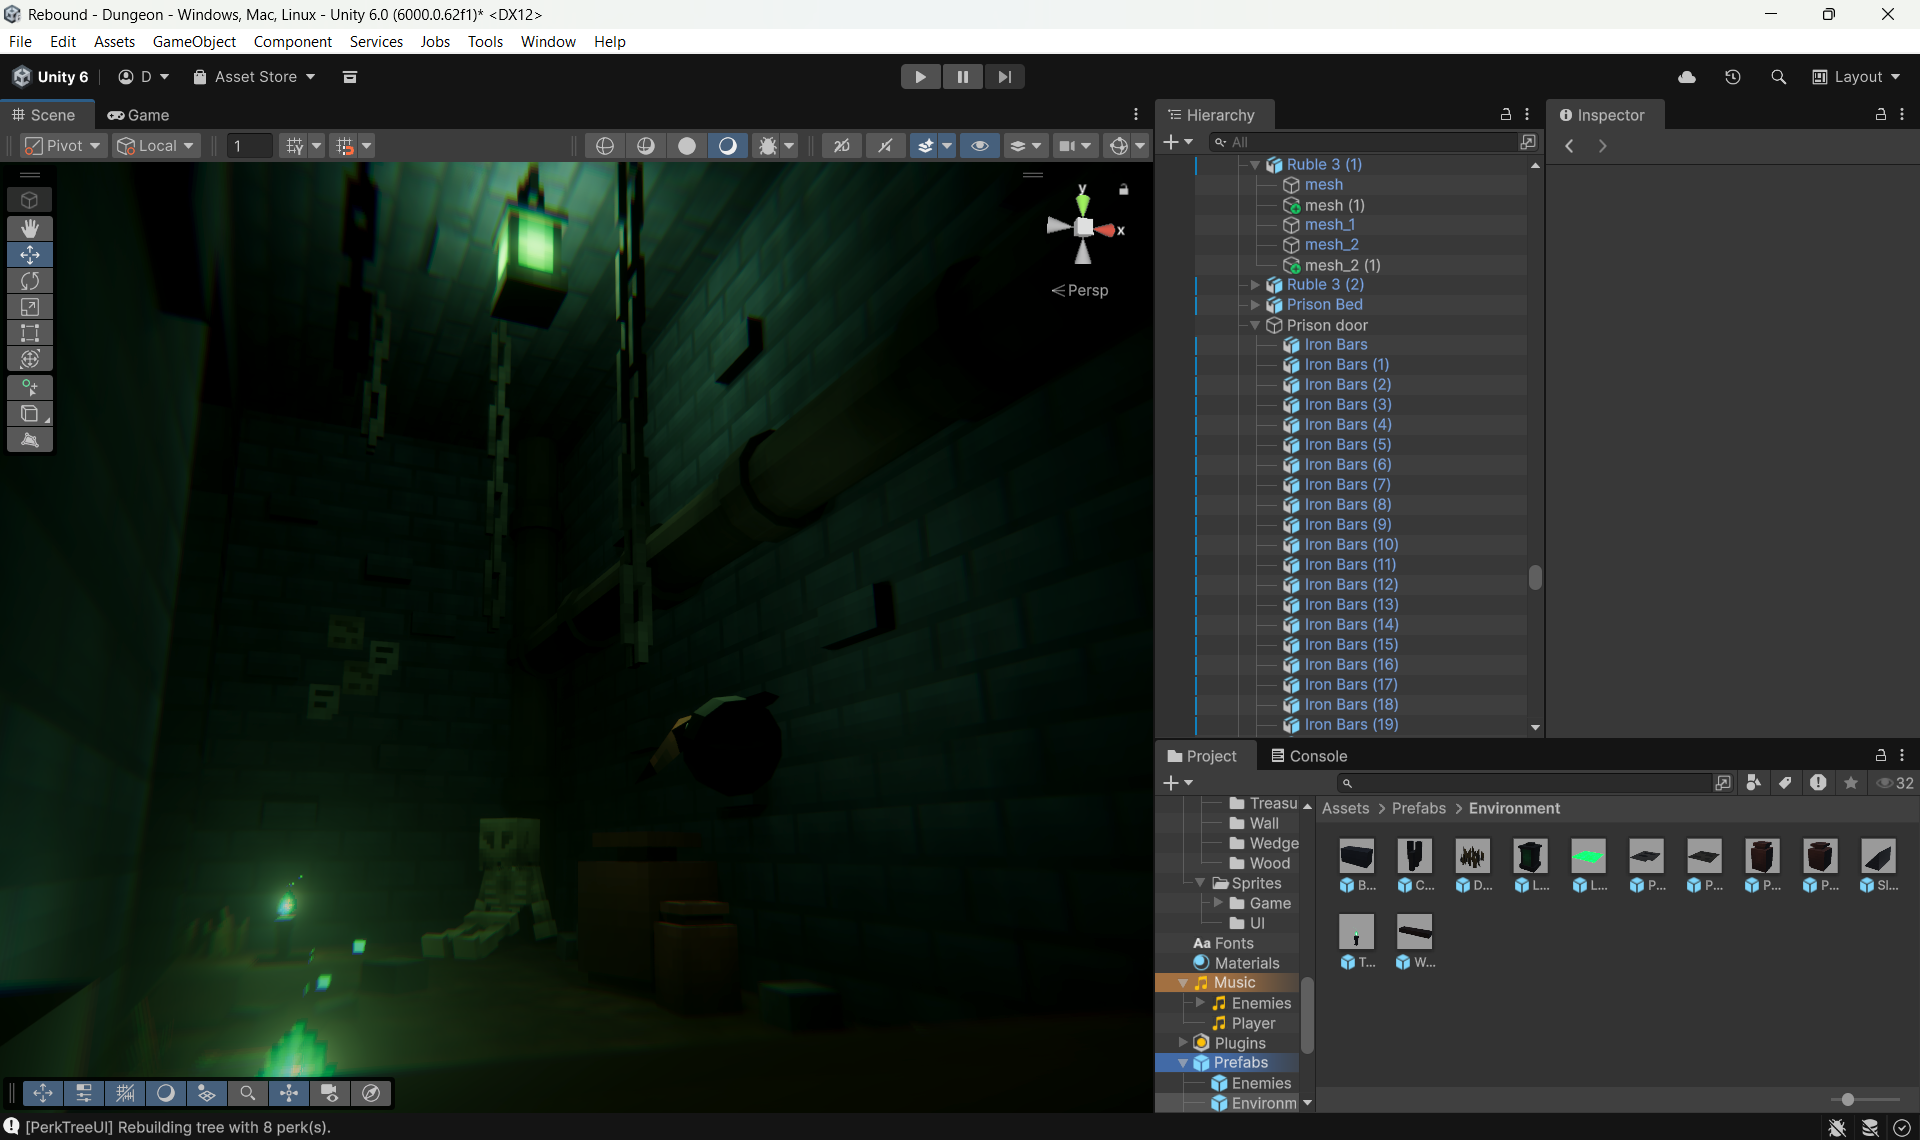 Rebound - Dungeon - Windows, Mac, Linux - Unity 6.0 (6000.0.62f1)* <DX12>
File Edit Assets GameObject Component Services Jobs Tools Window Help
Unity 6 D Asset Store Layout
Scene Game
Pivot Local 1 2D
y
x
Persp
Hierarchy
All
Ruble 3 (1)
mesh
mesh (1)
mesh_1
mesh_2
mesh_2 (1)
Ruble 3 (2)
Prison Bed
Prison door
Iron Bars
Iron Bars (1)
Iron Bars (2)
Iron Bars (3)
Iron Bars (4)
Iron Bars (5)
Iron Bars (6)
Iron Bars (7)
Iron Bars (8)
Iron Bars (9)
Iron Bars (10)
Iron Bars (11)
Iron Bars (12)
Iron Bars (13)
Iron Bars (14)
Iron Bars (15)
Iron Bars (16)
Iron Bars (17)
Iron Bars (18)
Iron Bars (19)
Inspector
Project Console
32
Treasu
Wall
Wedge
Wood
Sprites
Game
UI
Aa Fonts
Materials
Music
Enemies
Player
Plugins
Prefabs
Enemies
Environm
Assets > Prefabs > Environment
B... C... D... L... L... P... P... P... P... Sl...
T... W...
[PerkTreeUI] Rebuilding tree with 8 perk(s).